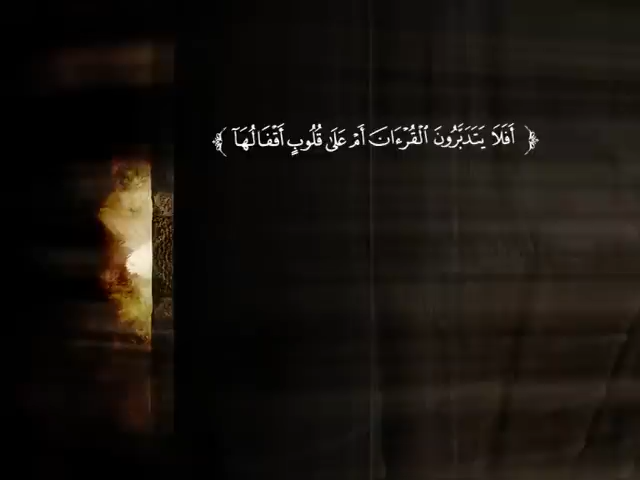 ﴿ أَفَلَا يَتَدَبَّرُونَ ٱلْقُرْءَانَ أَمْ عَلَىٰ قُلُوبٍ أَقْفَالُهَآ ﴾